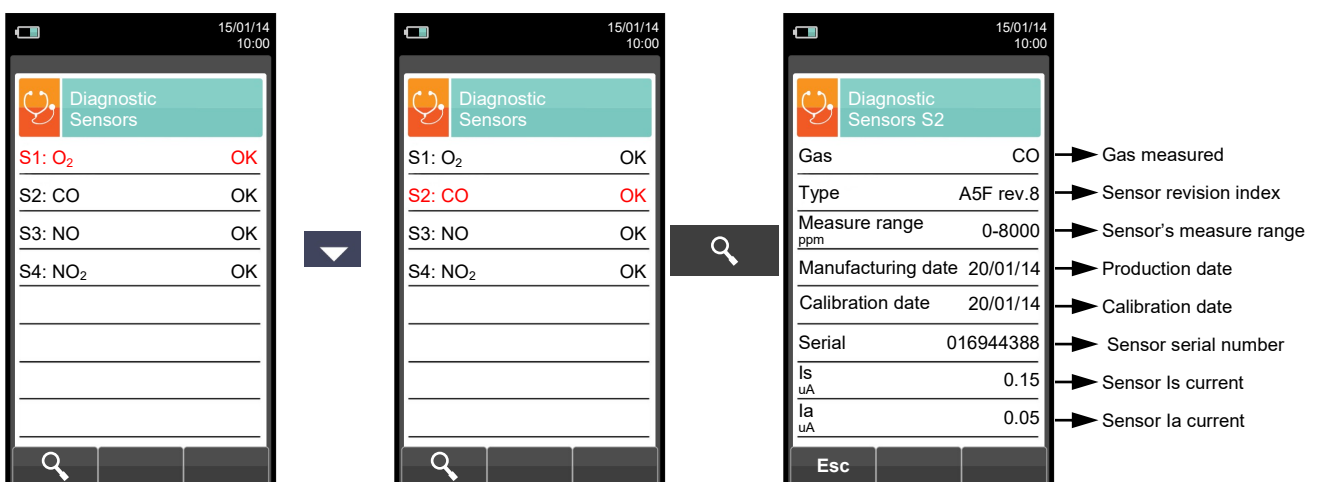 15/01/14
10:00
Diagnostic
Sensors
S1: O₂ OK
S2: CO OK
S3: NO OK
S4: NO₂ OK
15/01/14
10:00
Diagnostic
Sensors
S1: O₂ OK
S2: CO OK
S3: NO OK
S4: NO₂ OK
15/01/14
10:00
Diagnostic
Sensors S2
Gas CO Gas measured
Type A5F rev.8 Sensor revision index
Measure range
ppm 0-8000 Sensor's measure range
Manufacturing date 20/01/14 Production date
Calibration date 20/01/14 Calibration date
Serial 016944388 Sensor serial number
Is
uA 0.15 Sensor Is current
Ia
uA 0.05 Sensor Ia current
Esc